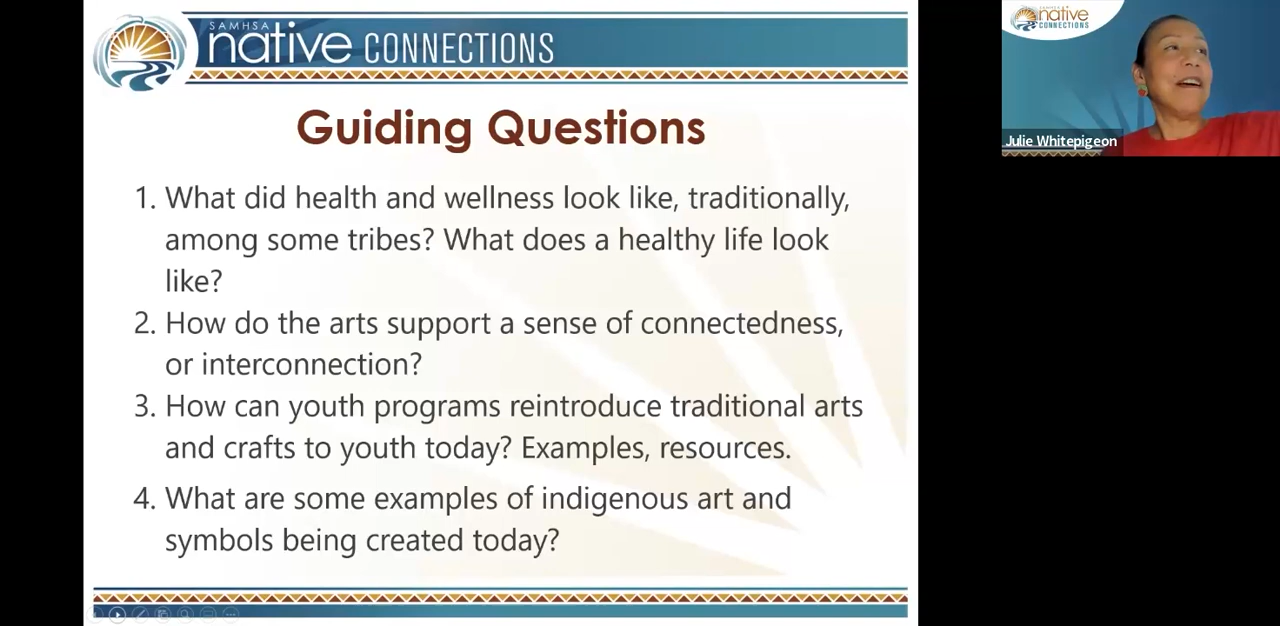 SAMHSA
native CONNECTIONS
Guiding Questions
1. What did health and wellness look like, traditionally,
among some tribes? What does a healthy life look
like?
2. How do the arts support a sense of connectedness,
or interconnection?
3. How can youth programs reintroduce traditional arts
and crafts to youth today? Examples, resources.
4. What are some examples of indigenous art and
symbols being created today?
SAMHSA
native
CONNECTIONS
Julie Whitepigeon